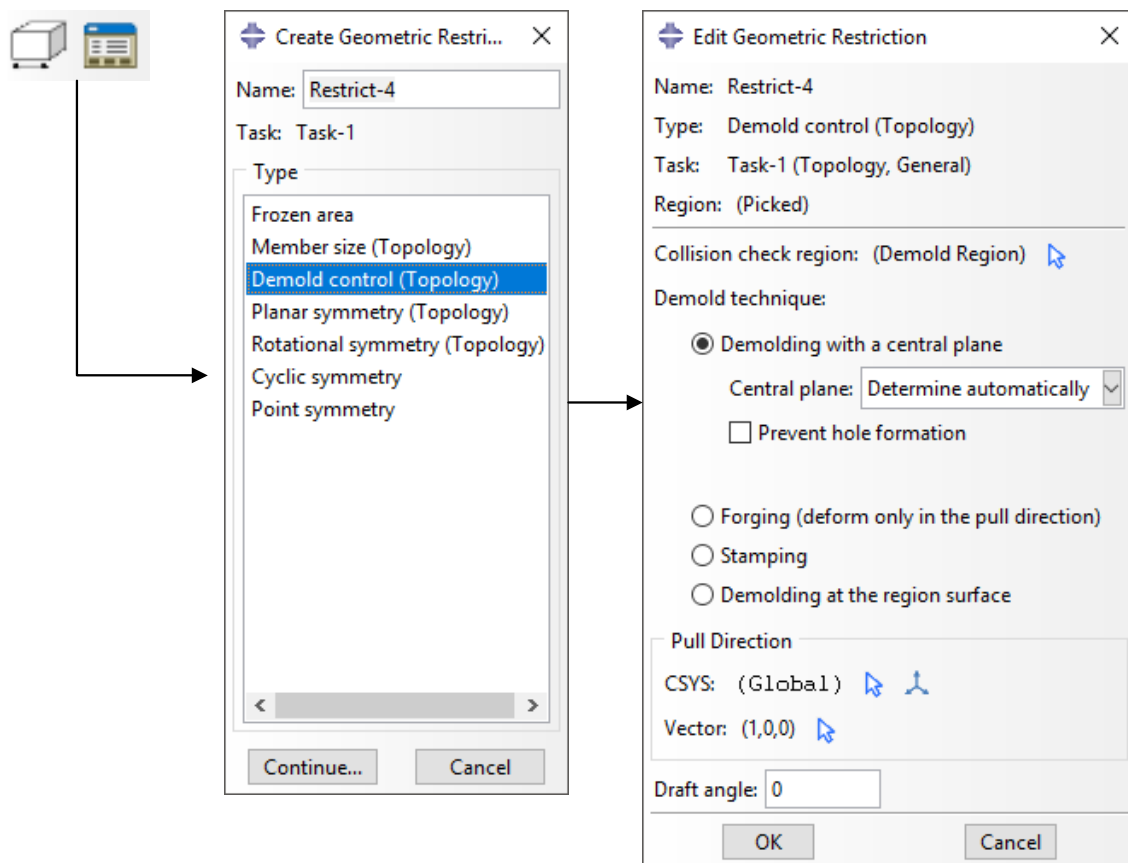 Create Geometric Restri...
Name: Restrict-4
Task: Task-1
Type
Frozen area
Member size (Topology)
Demold control (Topology)
Planar symmetry (Topology)
Rotational symmetry (Topology)
Cyclic symmetry
Point symmetry
Continue... Cancel
Edit Geometric Restriction
Name: Restrict-4
Type: Demold control (Topology)
Task: Task-1 (Topology, General)
Region: (Picked)
Collision check region: (Demold Region)
Demold technique:
Demolding with a central plane
Central plane: Determine automatically
Prevent hole formation
Forging (deform only in the pull direction)
Stamping
Demolding at the region surface
Pull Direction
CSYS: (Global)
Vector: (1,0,0)
Draft angle: 0
OK Cancel